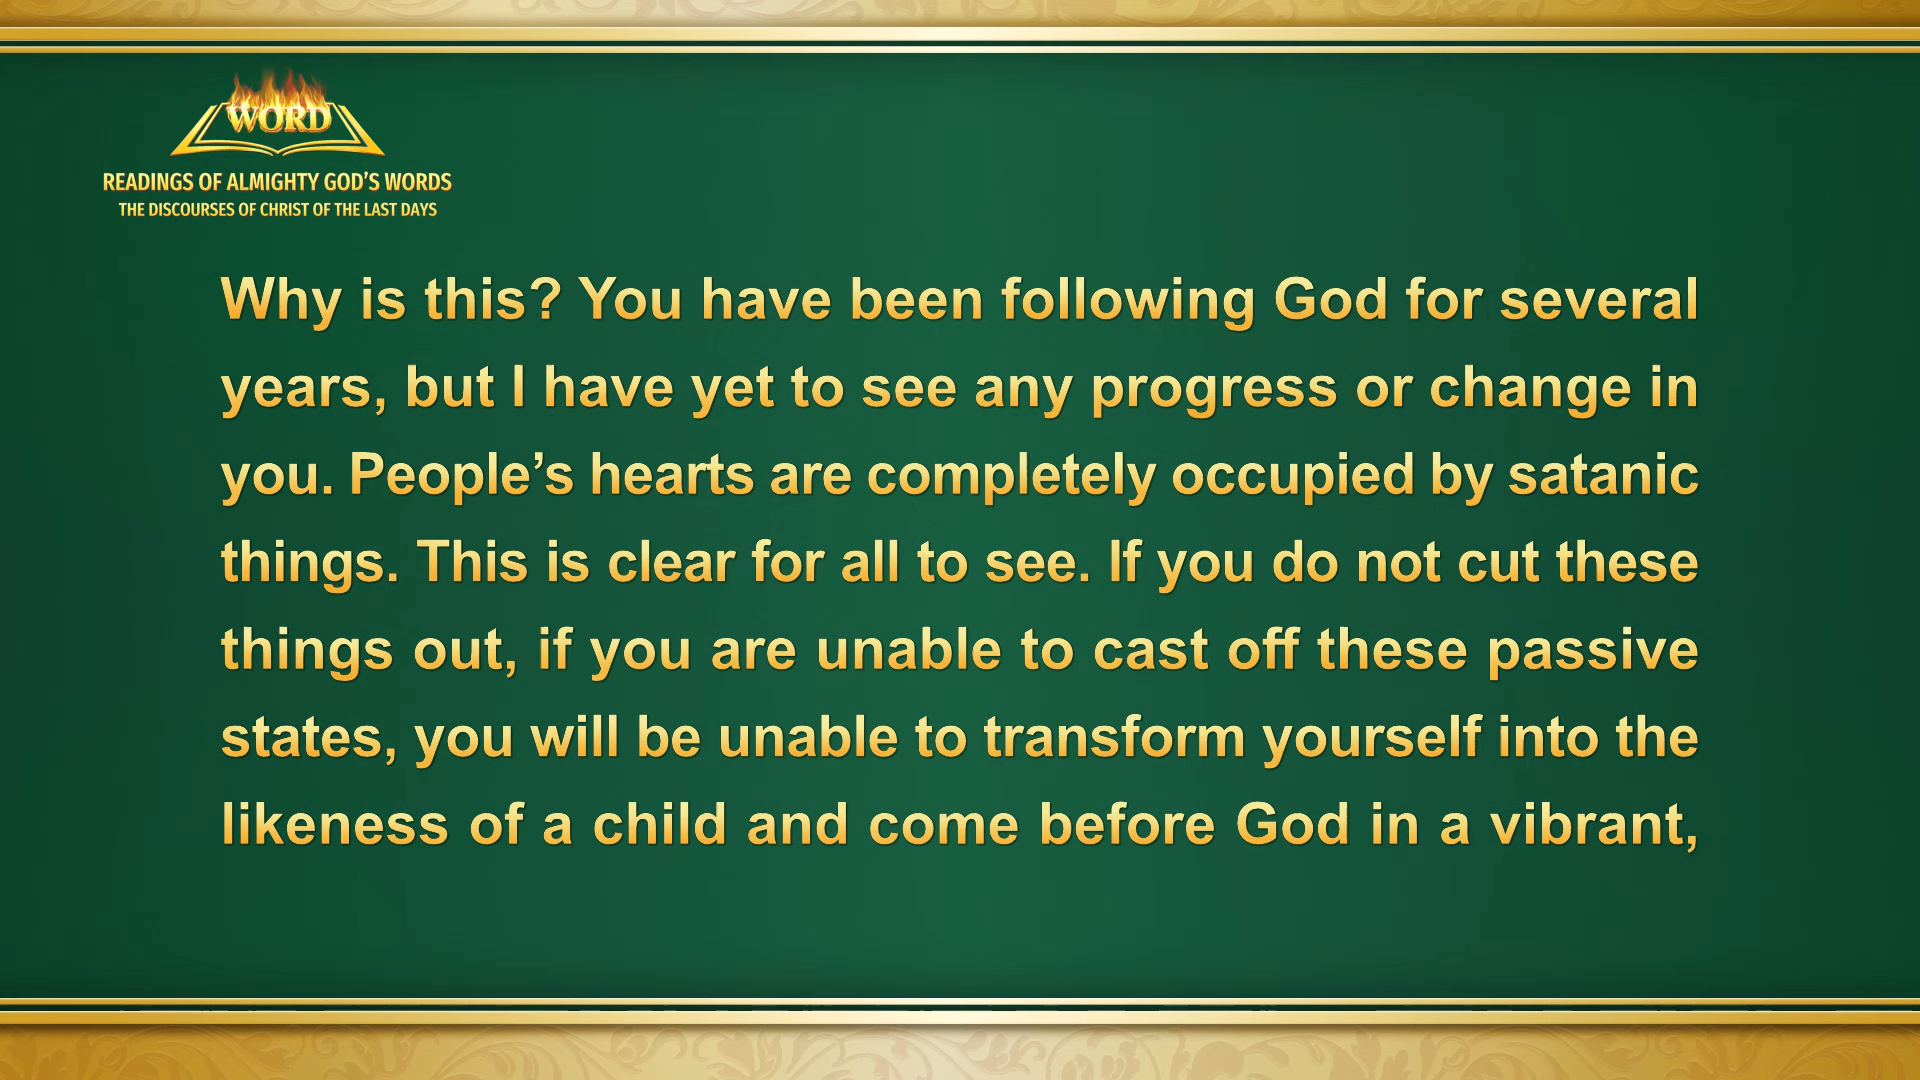 WORD
READINGS OF ALMIGHTY GOD’S WORDS
THE DISCOURSES OF CHRIST OF THE LAST DAYS
Why is this? You have been following God for several
years, but I have yet to see any progress or change in
you. People’s hearts are completely occupied by satanic
things. This is clear for all to see. If you do not cut these
things out, if you are unable to cast off these passive
states, you will be unable to transform yourself into the
likeness of a child and come before God in a vibrant,